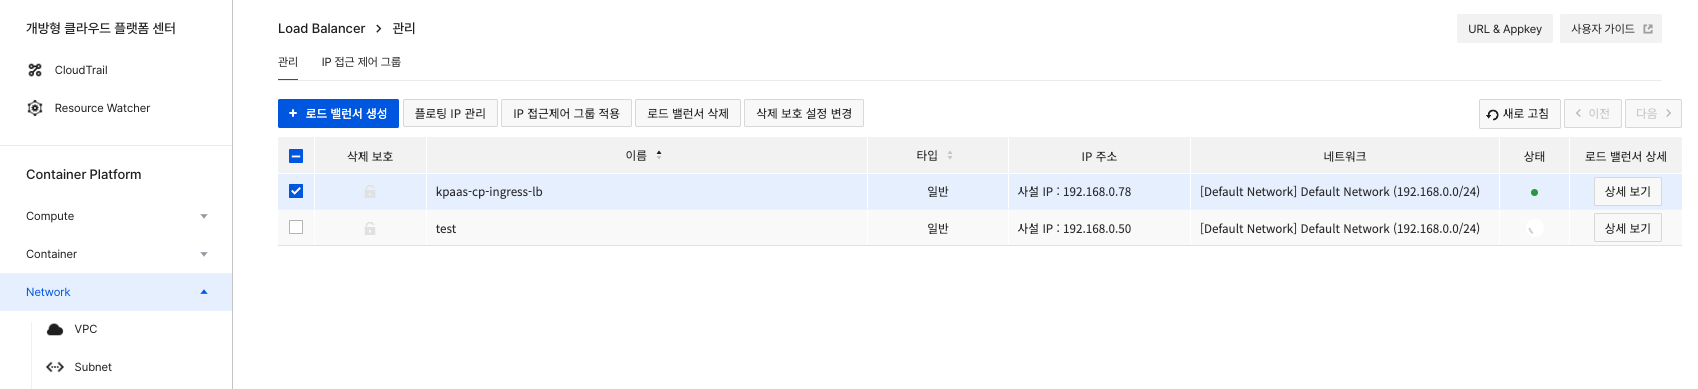 개방형 클라우드 플랫폼 센터
CloudTrail
Resource Watcher
Container Platform
Compute
Container
Network
VPC
Subnet
Load Balancer > 관리
URL & Appkey
사용자 가이드
관리
IP 접근 제어 그룹
+ 로드 밸런서 생성
플로팅 IP 관리
IP 접근제어 그룹 적용
로드 밸런서 삭제
삭제 보호 설정 변경
새로 고침
< 이전
다음 >
삭제 보호 이름 타입 IP 주소 네트워크 상태 로드 밸런서 상세
kpaas-cp-ingress-lb 일반 사설 IP : 192.168.0.78 [Default Network] Default Network (192.168.0.0/24) 상세 보기
test 일반 사설 IP : 192.168.0.50 [Default Network] Default Network (192.168.0.0/24) 상세 보기